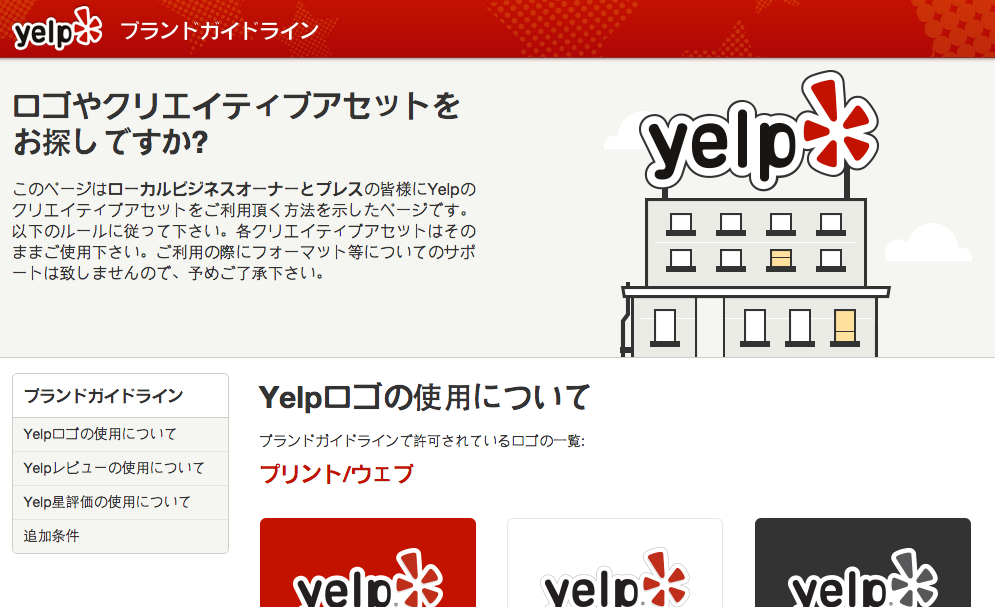 yelp ブランドガイドライン
ロゴやクリエイティブアセットを
お探しですか?
このページはローカルビジネスオーナーとプレスの皆様にYelpの
クリエイティブアセットをご利用頂く方法を示したページです。
以下のルールに従って下さい。各クリエイティブアセットはその
ままご使用下さい。ご利用の際にフォーマット等についてのサポ
ートは致しませんので、予めご了承下さい。
yelp
ブランドガイドライン
Yelpロゴの使用について
Yelpレビューの使用について
Yelp星評価の使用について
追加条件
Yelpロゴの使用について
ブランドガイドラインで許可されているロゴの一覧:
プリント/ウェブ
yelp
yelp
yelp